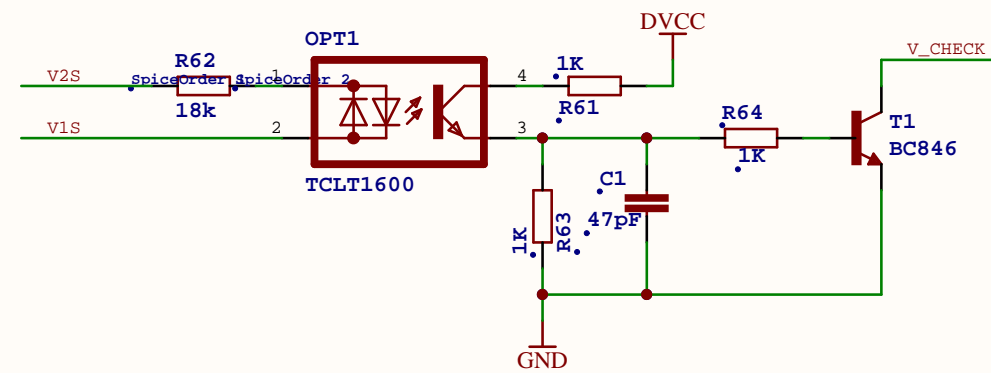 DVCC
OPT1
V_CHECK
R62
1K
V2S
SpiceOrder 1
SpiceOrder 2
1
4
18k
R61
R64
T1
V1S
2
3
BC846
1K
TCLT1600
C1
47pF
1K
R63
GND